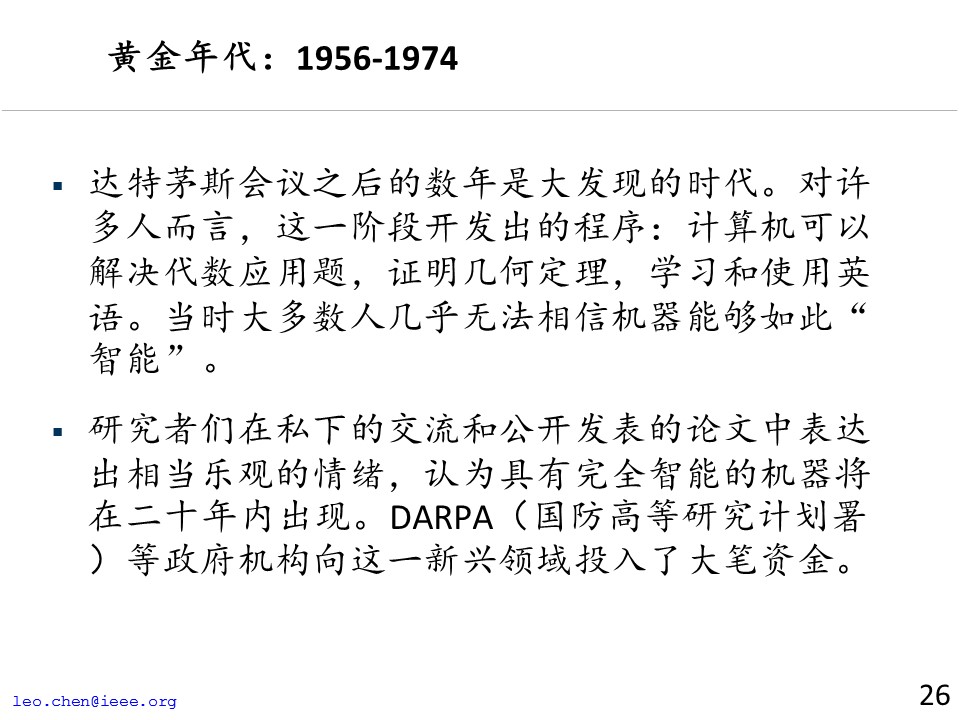 黄金年代：1956-1974
达特茅斯会议之后的数年是大发现的时代。对许
多人而言，这一阶段开发出的程序：计算机可以
解决代数应用题，证明几何定理，学习和使用英
语。当时大多数人几乎无法相信机器能够如此“
智能”。
研究者们在私下的交流和公开发表的论文中表达
出相当乐观的情绪，认为具有完全智能的机器将
在二十年内出现。DARPA（国防高等研究计划署
）等政府机构向这一新兴领域投入了大笔资金。
leo.chen@ieee.org
26